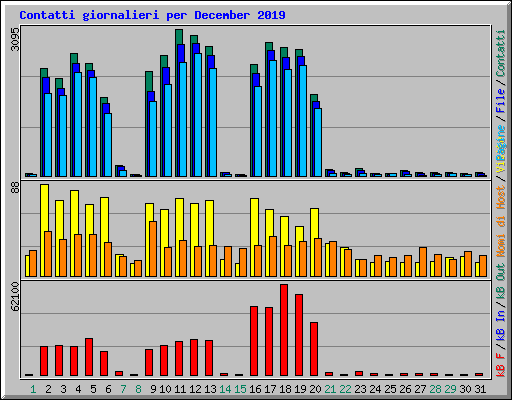 Contatti giornalieri per December 2019
3095
88
62100
Contatti / File / Pagine / Visite / Nomi di Host
kB F / kB In / kB Out
1 2 3 4 5 6 7 8 9 10 11 12 13 14 15 16 17 18 19 20 21 22 23 24 25 26 27 28 29 30 31